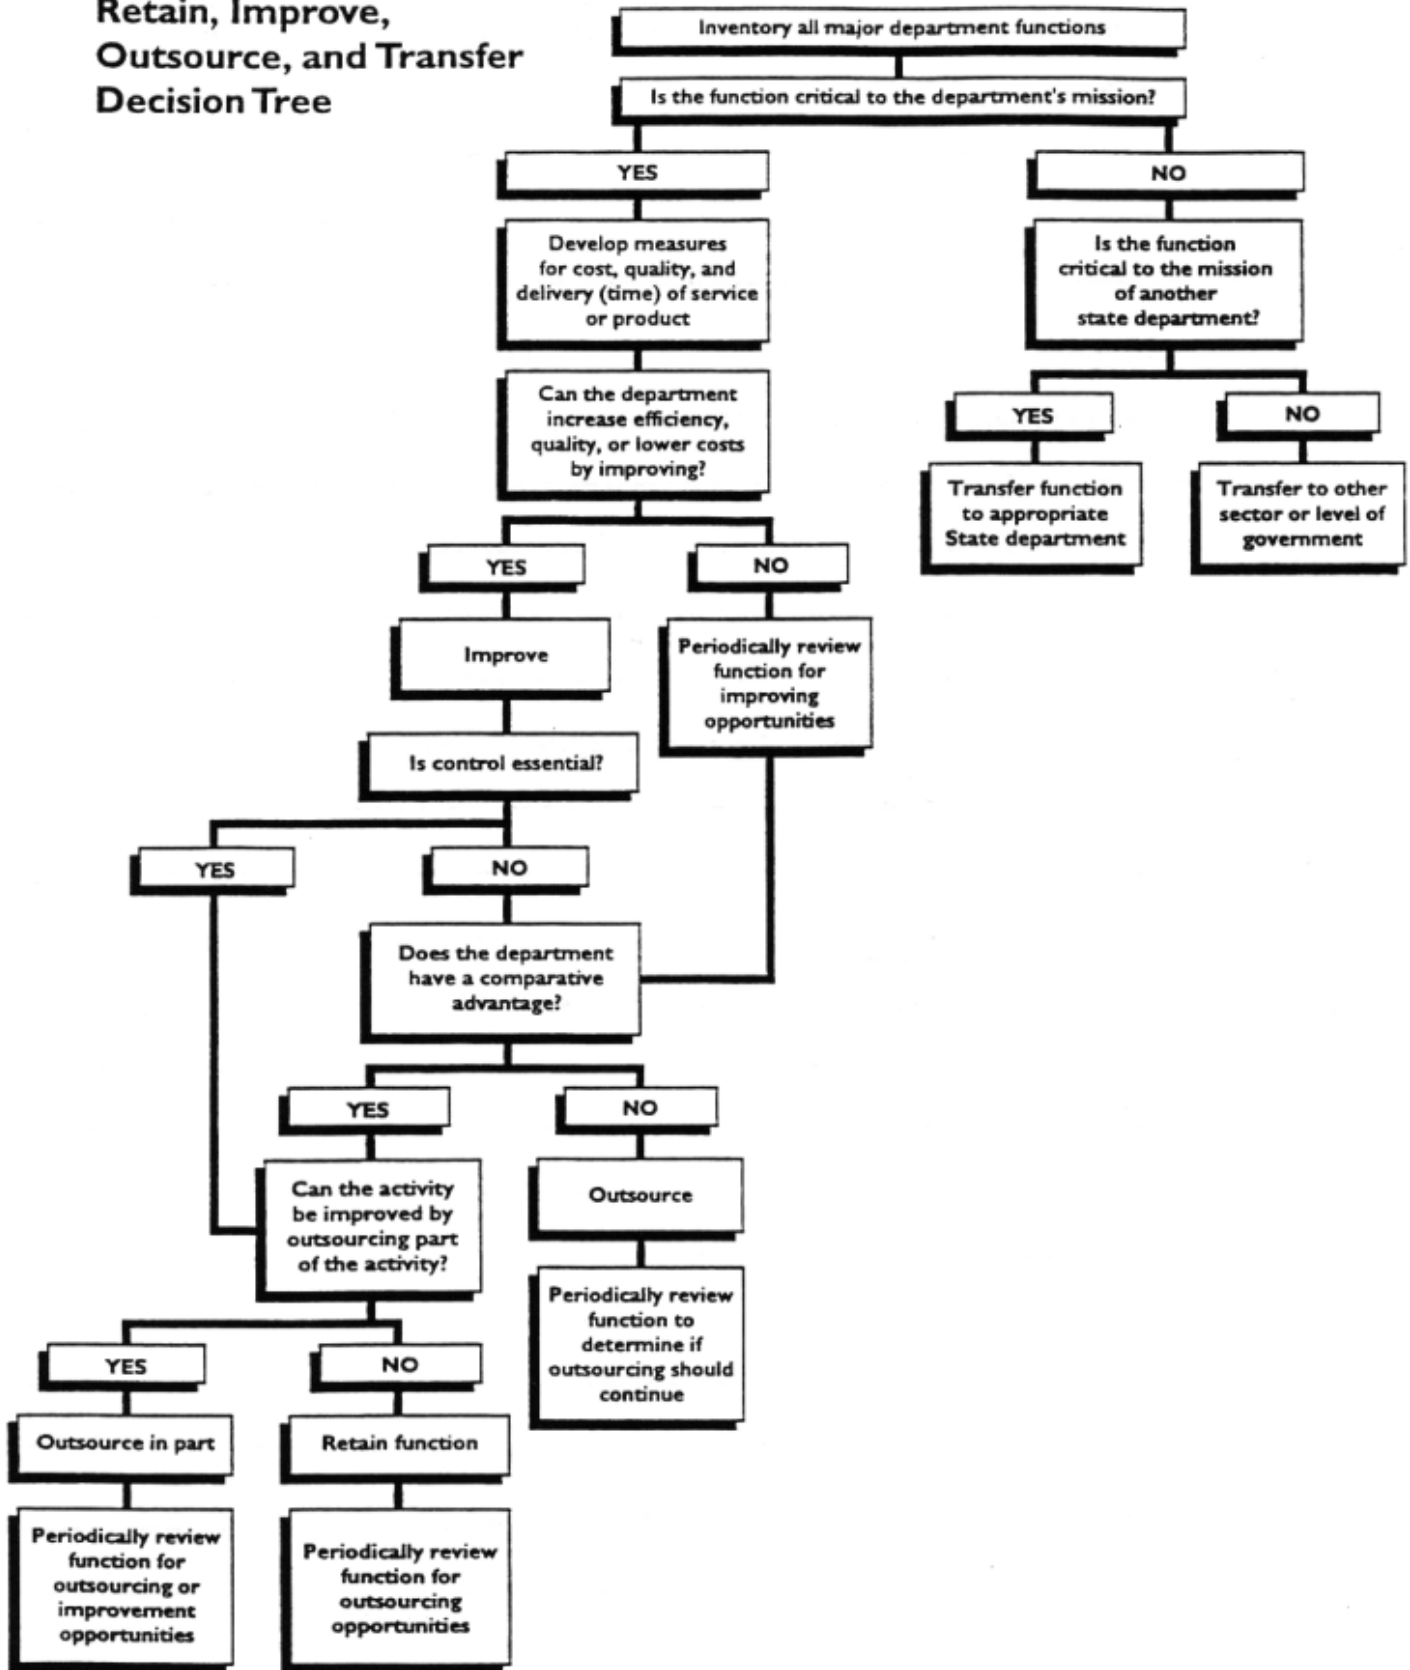 Retain, Improve,
Outsource, and Transfer
Decision Tree
Inventory all major department functions
Is the function critical to the department's mission?
YES
NO
Develop measures
for cost, quality, and
delivery (time) of service
or product
Is the function
critical to the mission
of another
state department?
Can the department
increase efficiency,
quality, or lower costs
by improving?
YES
NO
Transfer function
to appropriate
State department
Transfer to other
sector or level of
government
YES
NO
Improve
Periodically review
function for
improving
opportunities
Is control essential?
YES
NO
Does the department
have a comparative
advantage?
YES
NO
Can the activity
be improved by
outsourcing part
of the activity?
Outsource
Periodically review
function to
determine if
outsourcing should
continue
YES
NO
Outsource in part
Retain function
Periodically review
function for
outsourcing or
improvement
opportunities
Periodically review
function for
outsourcing
opportunities